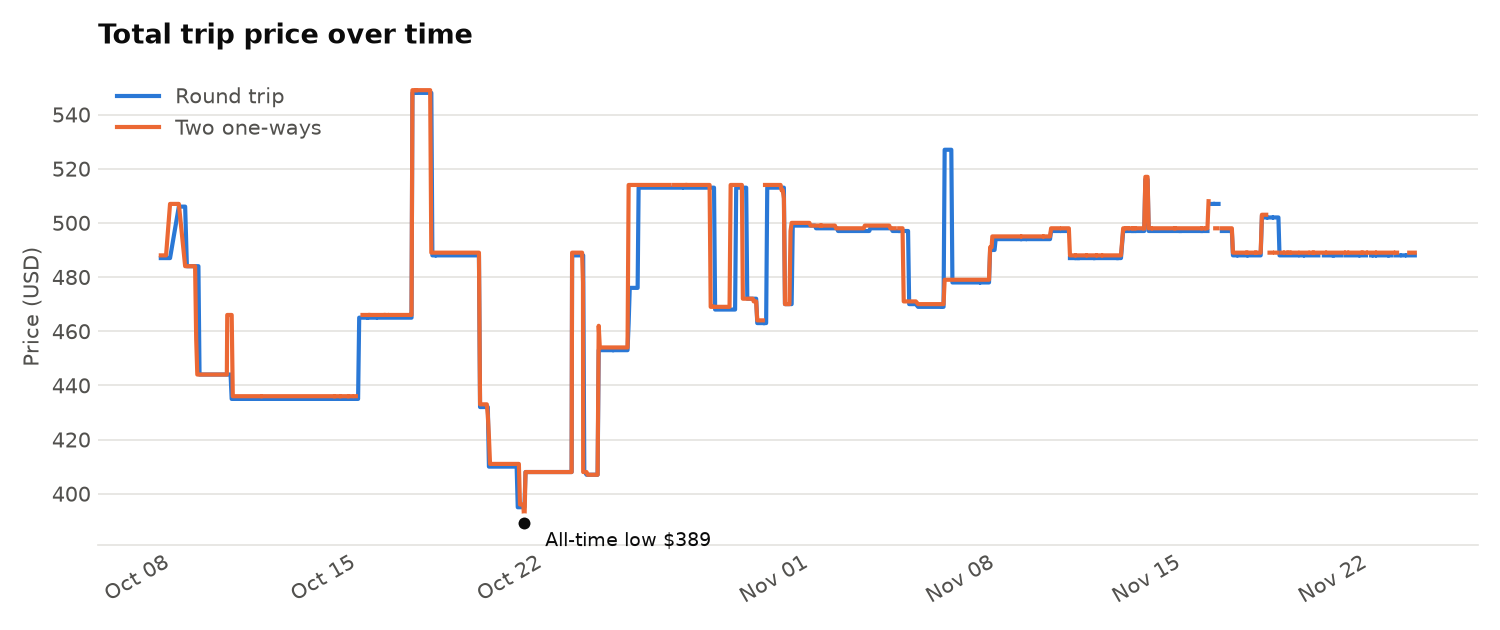 Total trip price over time
Round trip
Two one-ways
Price (USD)
540
520
500
480
460
440
420
400
All-time low $389
Oct 08
Oct 15
Oct 22
Nov 01
Nov 08
Nov 15
Nov 22